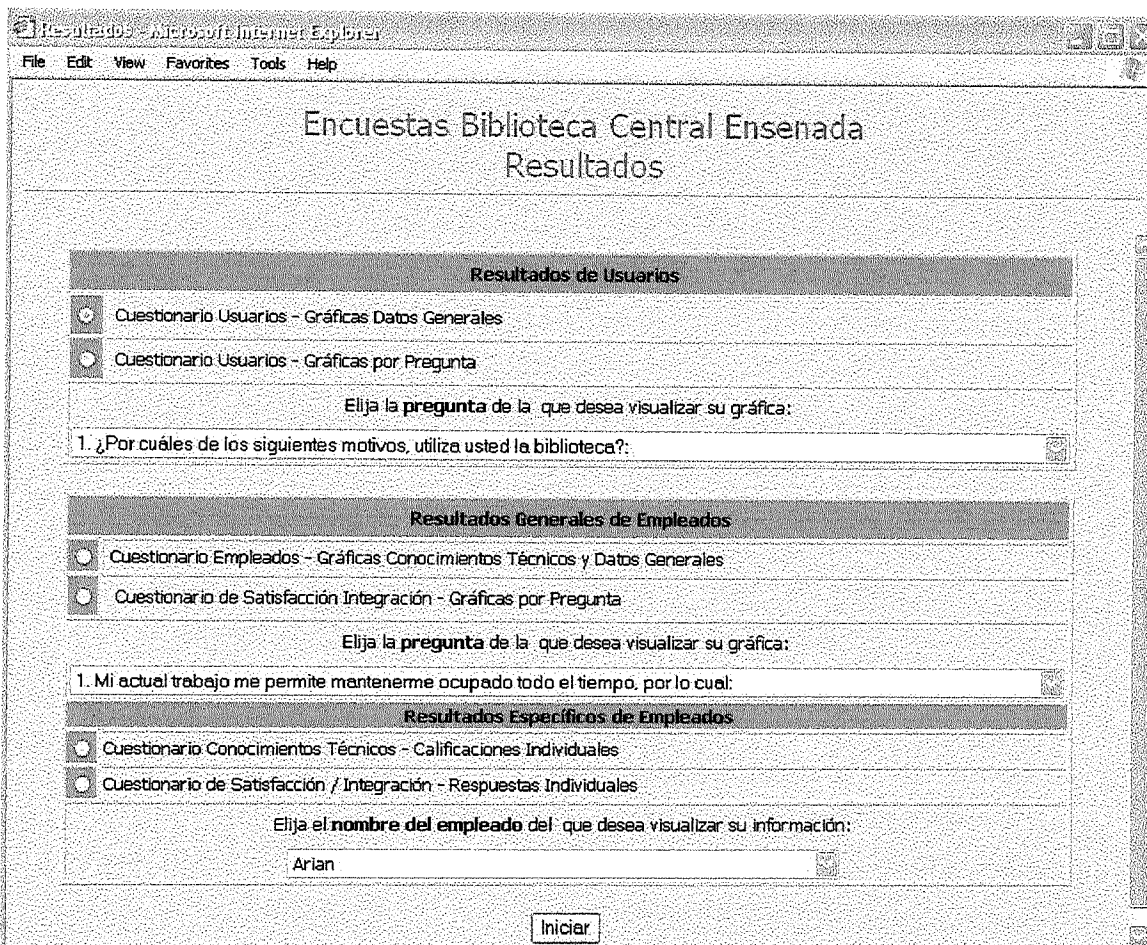 Resultados - Microsoft Internet Explorer
File Edit View Favorites Tools Help
Encuestas Biblioteca Central Ensenada
Resultados
Resultados de Usuarios
Cuestionario Usuarios - Gráficas Datos Generales
Cuestionario Usuarios - Gráficas por Pregunta
Elija la pregunta de la que desea visualizar su gráfica:
1. ¿Por cuáles de los siguientes motivos, utiliza usted la biblioteca?:
Resultados Generales de Empleados
Cuestionario Empleados - Gráficas Conocimientos Técnicos y Datos Generales
Cuestionario de Satisfacción Integración - Gráficas por Pregunta
Elija la pregunta de la que desea visualizar su gráfica:
1. Mi actual trabajo me permite mantenerme ocupado todo el tiempo, por lo cual:
Resultados Específicos de Empleados
Cuestionario Conocimientos Técnicos - Calificaciones Individuales
Cuestionario de Satisfacción / Integración - Respuestas Individuales
Elija el nombre del empleado del que desea visualizar su información:
Arian
Iniciar